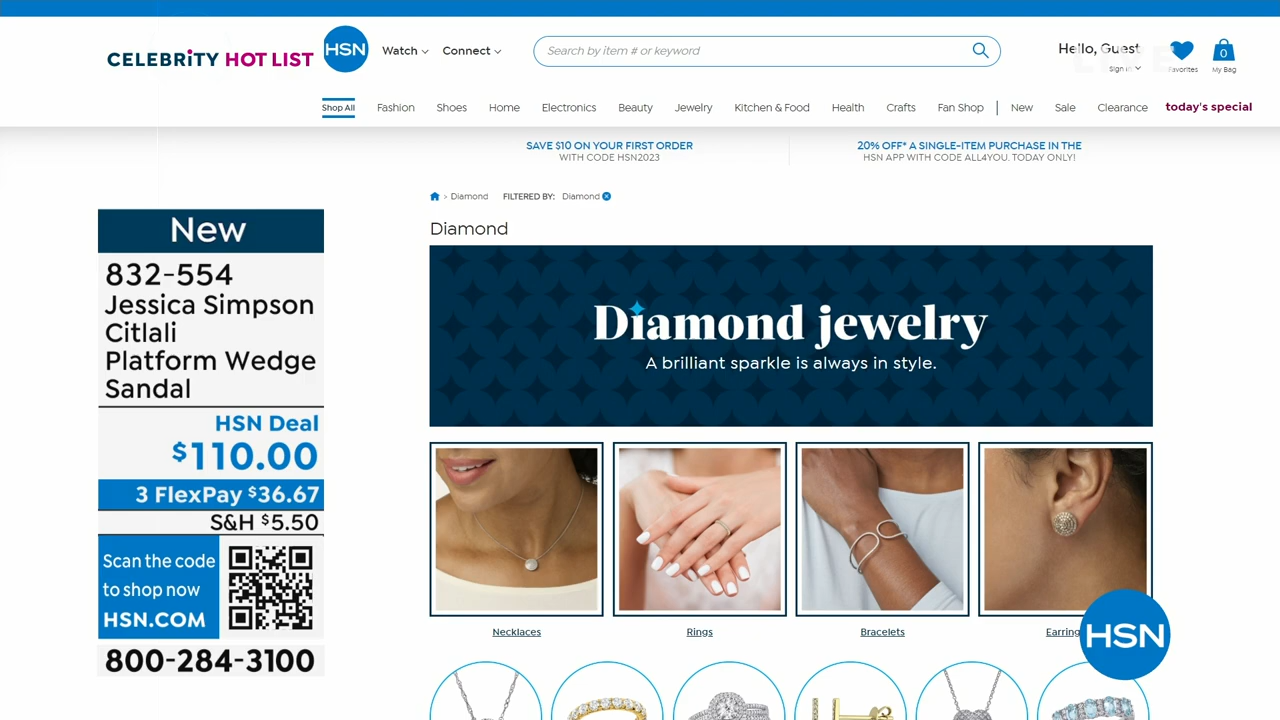 CELEBRITY HOT LIST
HSN
Watch
Connect
Search by item # or keyword
Hello, Guest
Sign in
Favorites
0
My Bag
Shop All
Fashion
Shoes
Home
Electronics
Beauty
Jewelry
Kitchen & Food
Health
Crafts
Fan Shop
New
Sale
Clearance
today's special
SAVE $10 ON YOUR FIRST ORDER
WITH CODE HSN2023
20% OFF* A SINGLE-ITEM PURCHASE IN THE
HSN APP WITH CODE ALL4YOU. TODAY ONLY!
> Diamond
FILTERED BY:
Diamond
Diamond
Diamond jewelry
A brilliant sparkle is always in style.
Necklaces
Rings
Bracelets
Earring
HSN
New
832-554
Jessica Simpson
Citlali
Platform Wedge
Sandal
HSN Deal
$110.00
3 FlexPay $36.67
S&H $5.50
Scan the code
to shop now
HSN.COM
800-284-3100